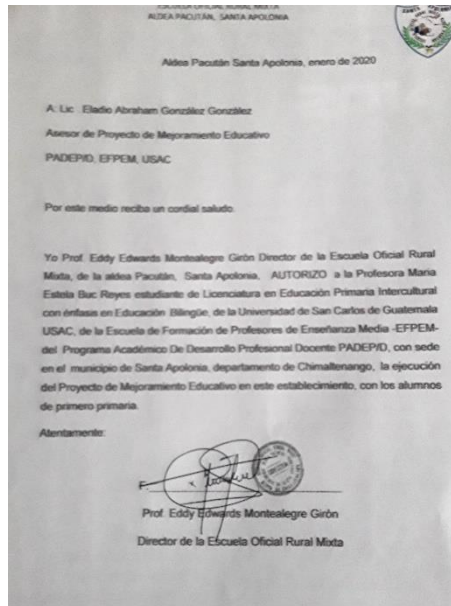 ESCUELA OFICIAL RURAL MIXTA
ALDEA PACUTÁN, SANTA APOLONIA
Aldea Pacután Santa Apolonia, enero de 2020
A: Lic. Eladio Abraham González González
Asesor de Proyecto de Mejoramiento Educativo
PADEP/D, EFPEM, USAC
Por este medio reciba un cordial saludo.
Yo Prof. Eddy Edwards Montealegre Girón Director de la Escuela Oficial Rural
Mixta, de la aldea Pacután, Santa Apolonia, AUTORIZO a la Profesora Maria
Estela Buc Reyes estudiante de Licenciatura en Educación Primaria Intercultural
con énfasis en Educación Bilingüe, de la Universidad de San Carlos de Guatemala
USAC, de la Escuela de Formación de Profesores de Enseñanza Media -EFPEM-
del Programa Académico De Desarrollo Profesional Docente PADEP/D, con sede
en el municipio de Santa Apolonia, departamento de Chimaltenango, la ejecución
del Proyecto de Mejoramiento Educativo en este establecimiento, con los alumnos
de primero primaria.
Atentamente:
F.
Prof. Eddy Edwards Montealegre Girón
Director de la Escuela Oficial Rural Mixta